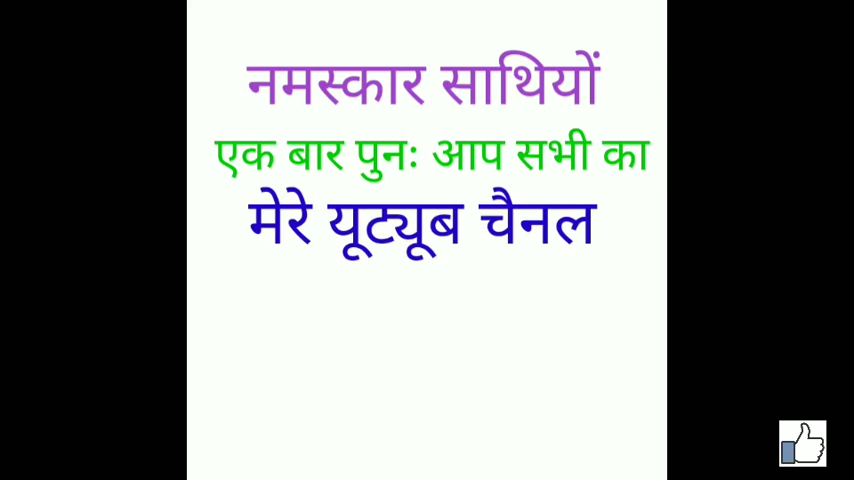 नमस्कार साथियों
एक बार पुनः आप सभी का
मेरे यूट्यूब चैनल